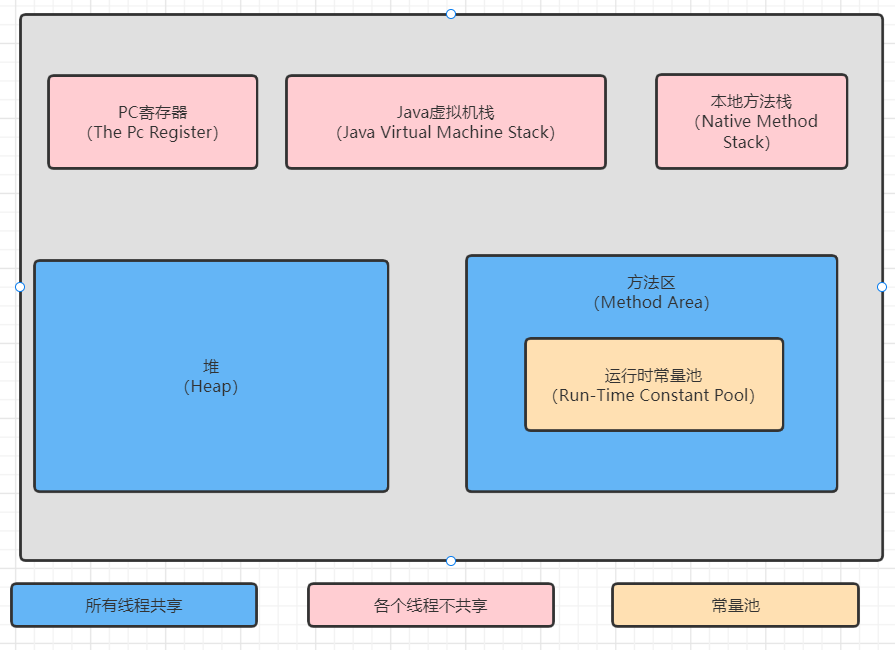 PC寄存器
(The Pc Register)
Java虚拟机栈
(Java Virtual Machine Stack)
本地方法栈
(Native Method
Stack)
堆
(Heap)
方法区
(Method Area)
运行时常量池
(Run-Time Constant Pool)
所有线程共享
各个线程不共享
常量池